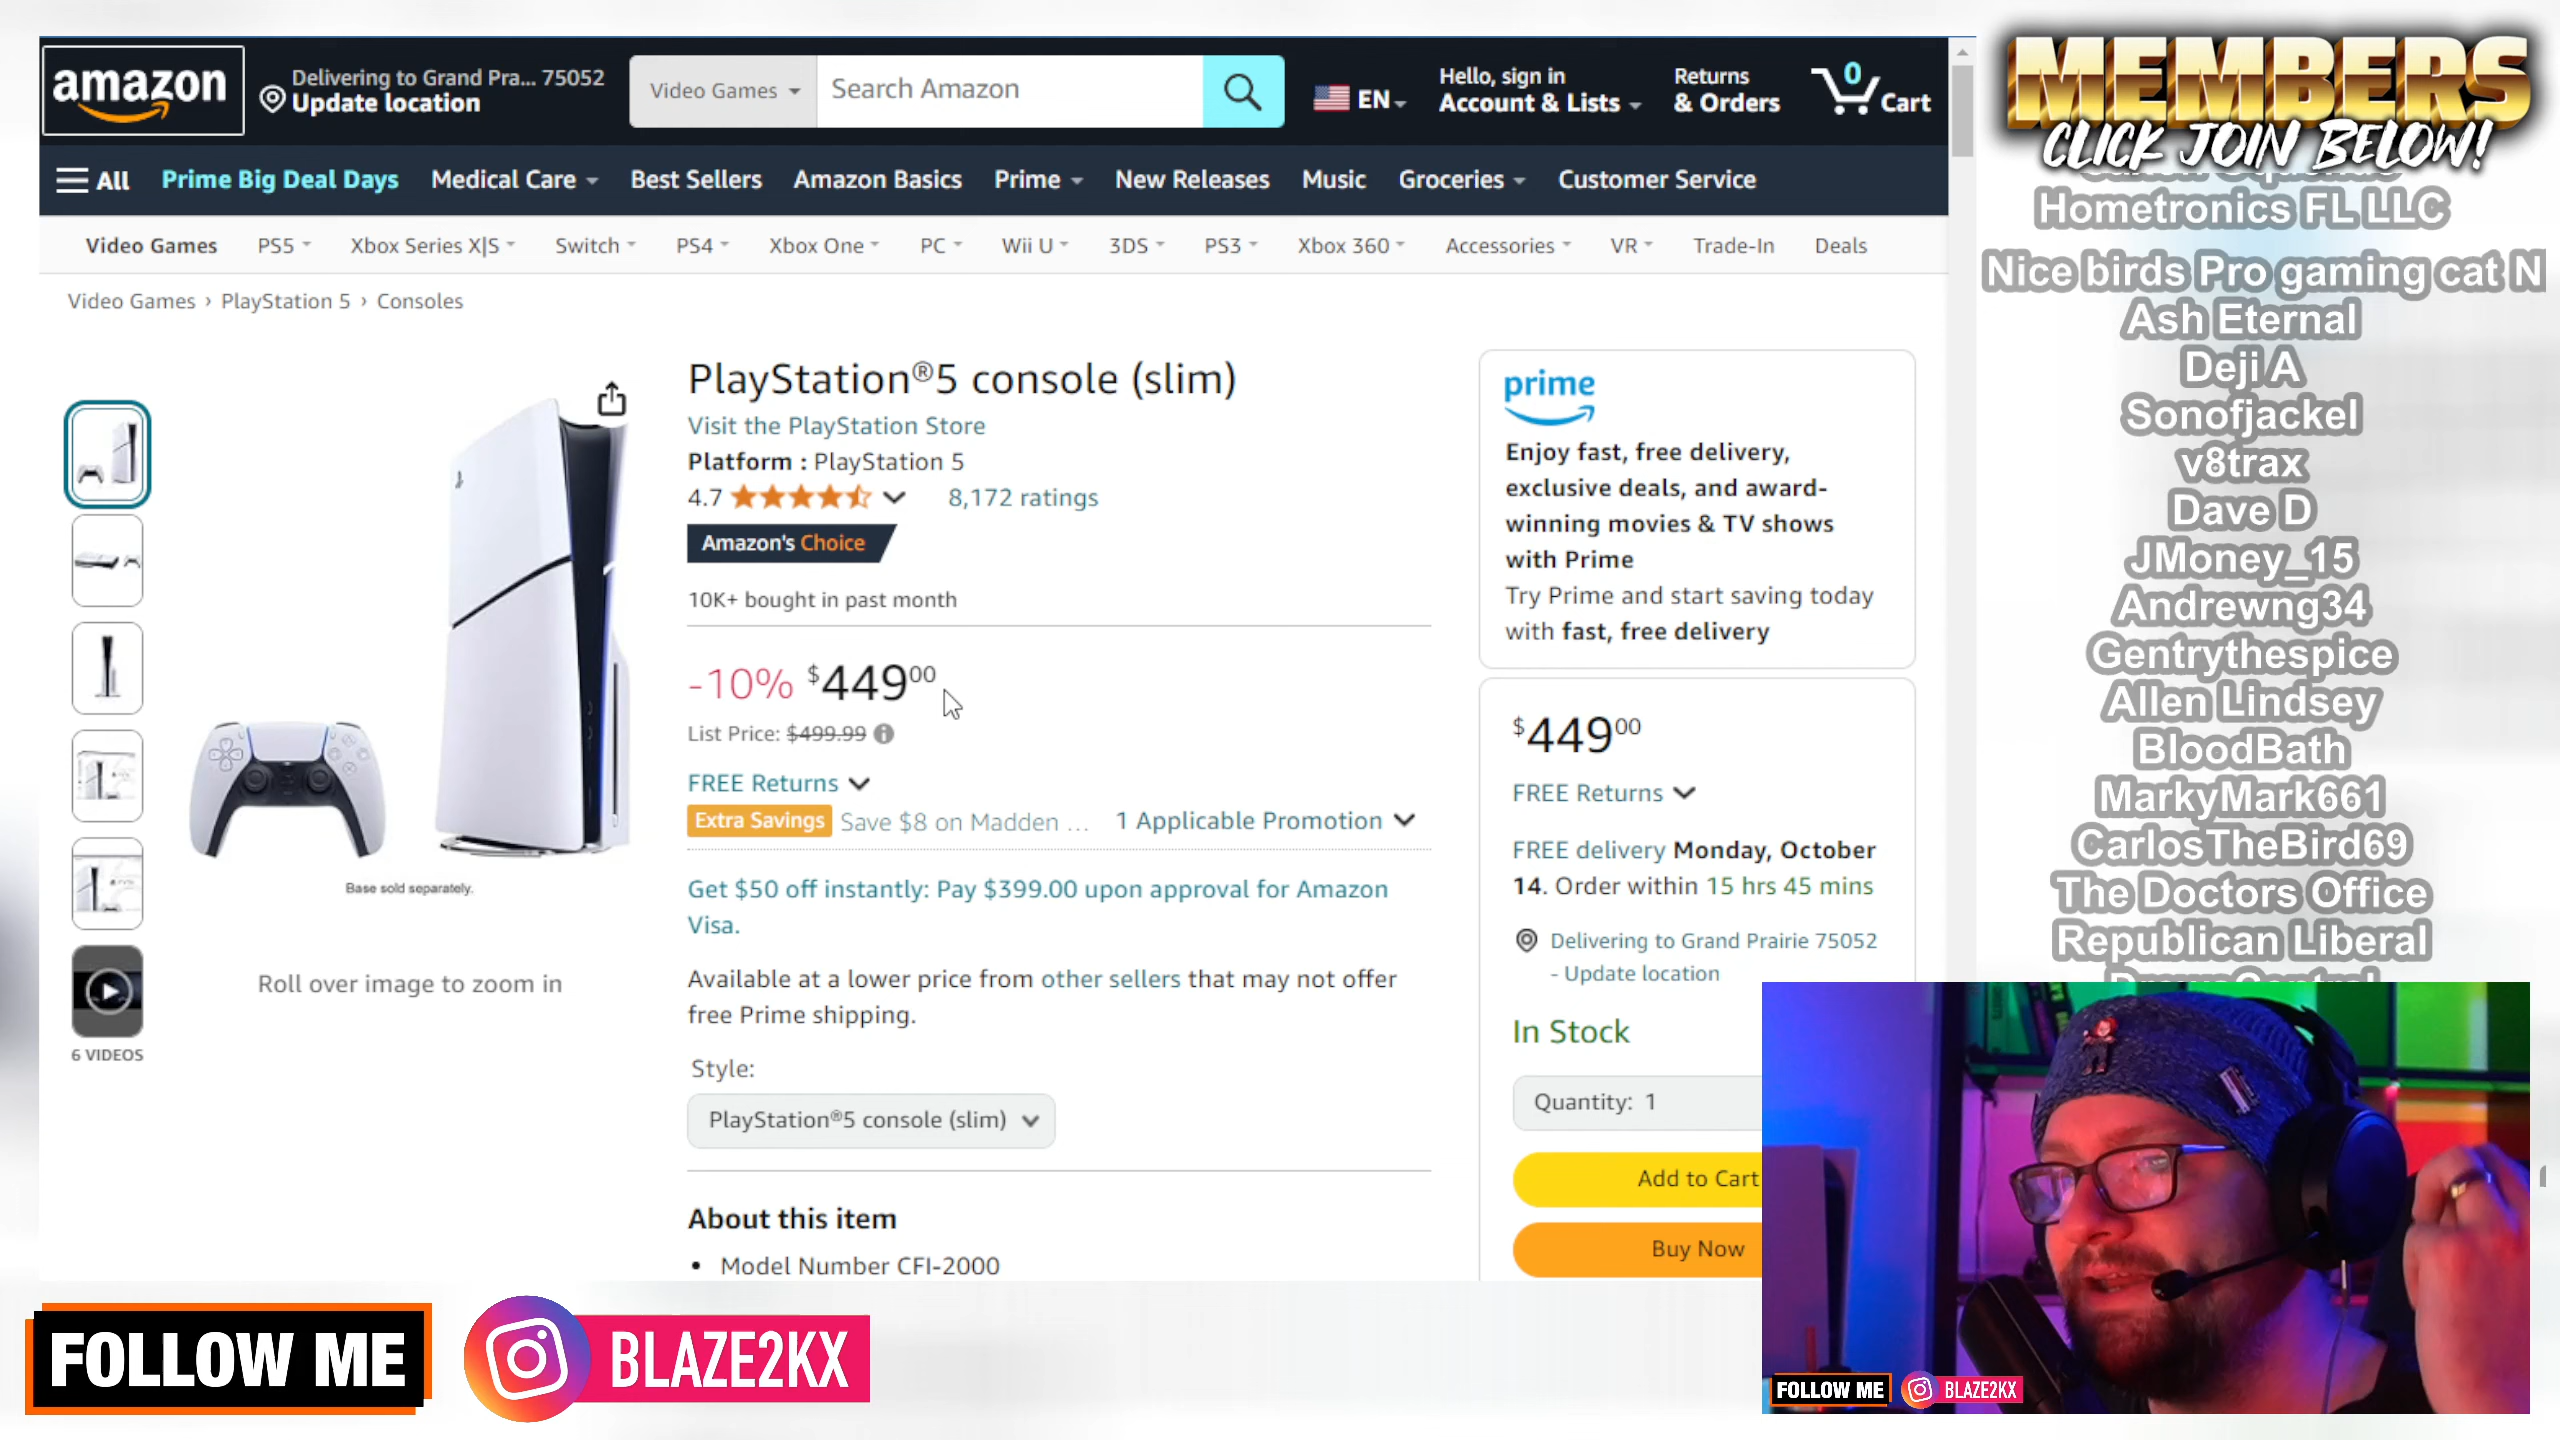 amazon
Delivering to Grand Pra... 75052
Update location
Video Games
Search Amazon
EN
Hello, sign in
Account & Lists
Returns
& Orders
0
Cart
All
Prime Big Deal Days
Medical Care
Best Sellers
Amazon Basics
Prime
New Releases
Music
Groceries
Customer Service
Video Games
PS5
Xbox Series X|S
Switch
PS4
Xbox One
PC
Wii U
3DS
PS3
Xbox 360
Accessories
VR
Trade-In
Deals
Video Games › PlayStation 5 › Consoles
Base sold separately.
Roll over image to zoom in
6 VIDEOS
PlayStation®5 console (slim)
Visit the PlayStation Store
Platform : PlayStation 5
4.7
8,172 ratings
Amazon's Choice
10K+ bought in past month
-10% $449 00
List Price: $499.99
FREE Returns
Extra Savings
Save $8 on Madden ...
1 Applicable Promotion
Get $50 off instantly: Pay $399.00 upon approval for Amazon
Visa.
Available at a lower price from other sellers that may not offer
free Prime shipping.
Style:
PlayStation®5 console (slim)
About this item
• Model Number CFI-2000
prime
Enjoy fast, free delivery,
exclusive deals, and award-
winning movies & TV shows
with Prime
Try Prime and start saving today
with fast, free delivery
$449 00
FREE Returns
FREE delivery Monday, October
14. Order within 15 hrs 45 mins
Delivering to Grand Prairie 75052
- Update location
In Stock
Quantity: 1
Add to Cart
Buy Now
MEMBERS
CLICK JOIN BELOW!
Hometronics FL LLC
Nice birds Pro gaming cat N
Ash Eternal
Deji A
Sonofjackel
v8trax
Dave D
JMoney_15
Andrewng34
Gentrythespice
Allen Lindsey
BloodBath
MarkyMark661
CarlosTheBird69
The Doctors Office
Republican Liberal
FOLLOW ME
BLAZE2KX
FOLLOW ME
BLAZE2KX